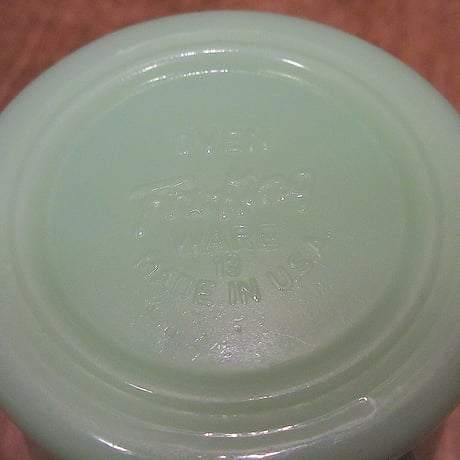 OVEN
Fire-King
WARE
19
MADE IN U.S.A.